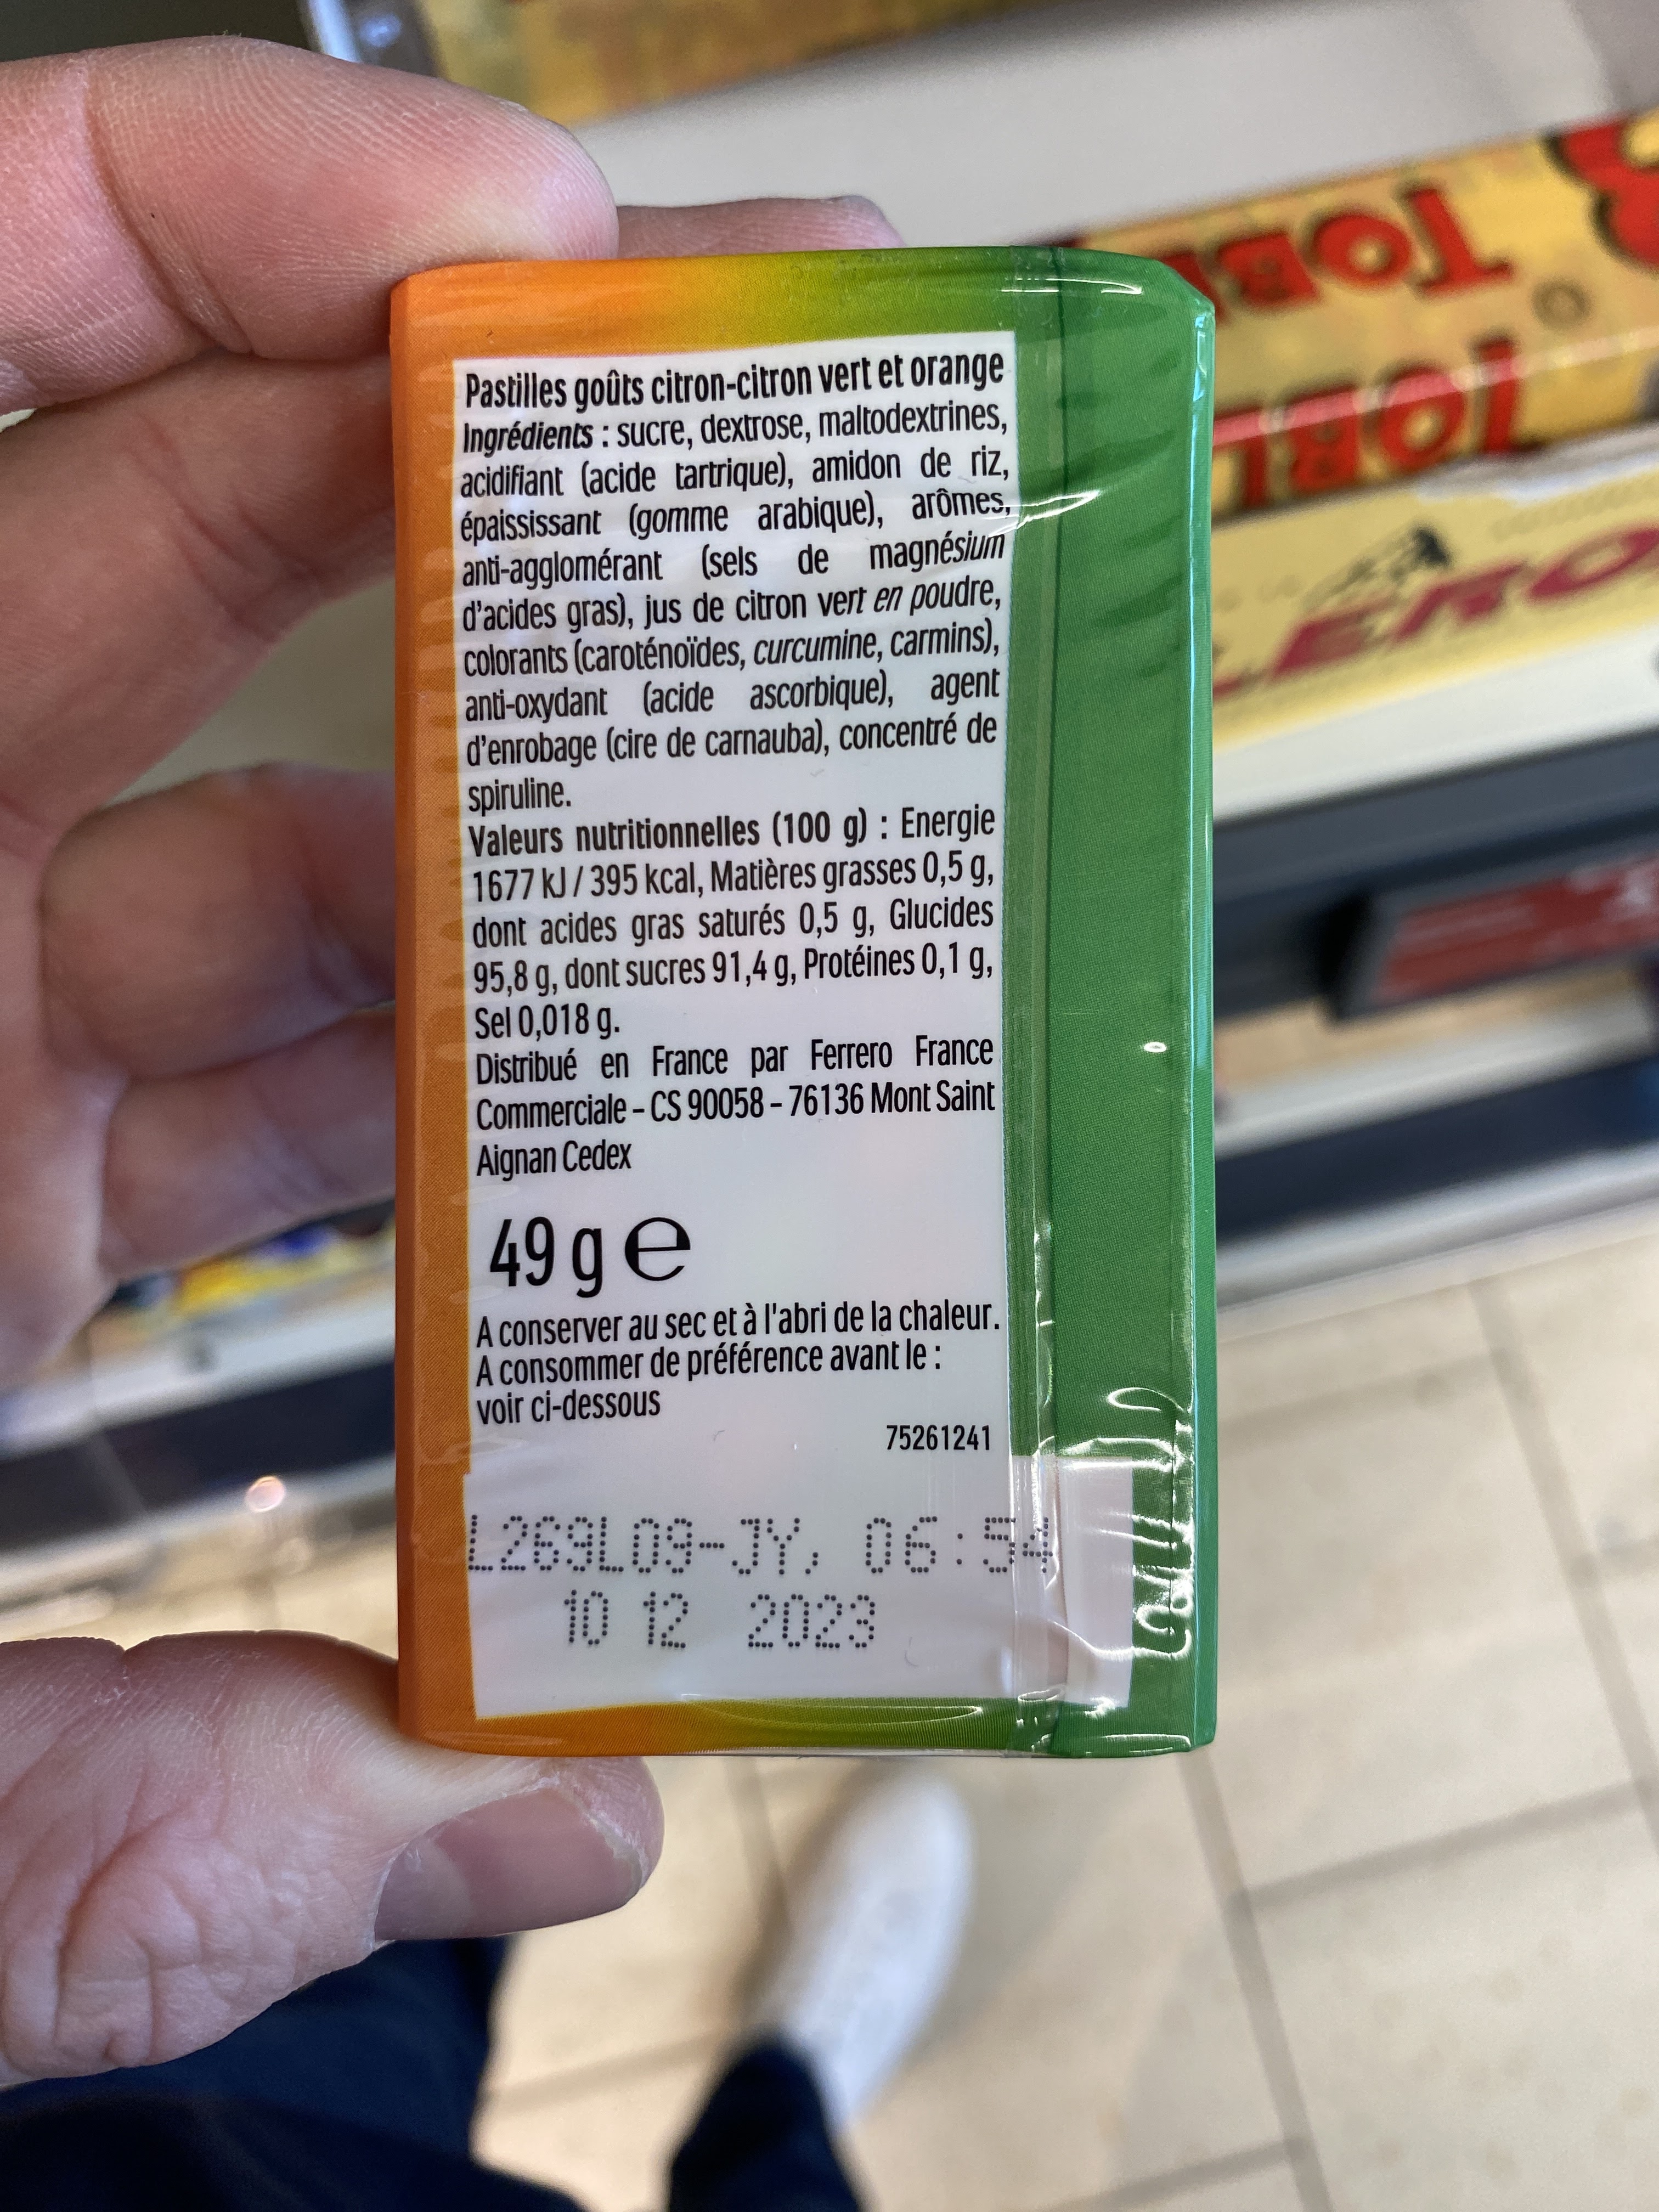 Pastilles goûts citron-citron vert et orange
Ingrédients : sucre, dextrose, maltodextrines,
acidifiant (acide tartrique), amidon de riz,
épaississant (gomme arabique), arômes,
anti-agglomérant (sels de magnésium
d'acides gras), jus de citron vert en poudre,
colorants (caroténoïdes, curcumine, carmins),
anti-oxydant (acide ascorbique), agent
d'enrobage (cire de carnauba), concentré de
spiruline.
Valeurs nutritionnelles (100 g) : Energie
1677 kJ / 395 kcal, Matières grasses 0,5 g,
dont acides gras saturés 0,5 g, Glucides
95,8 g, dont sucres 91,4 g, Protéines 0,1 g,
Sel 0,018 g.
Distribué en France par Ferrero France
Commerciale – CS 90058 – 76136 Mont Saint
Aignan Cedex
49 g e
A conserver au sec et à l'abri de la chaleur.
A consommer de préférence avant le :
voir ci-dessous
75261241
L269L09-JY, 06:54
10 12 2023
TOBL
TOBL